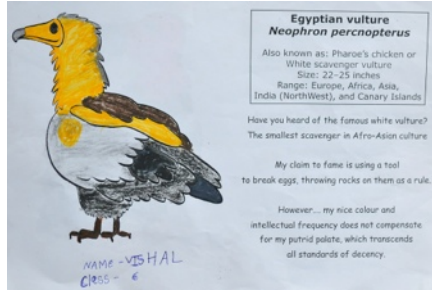 Egyptian vulture
Neophron percnopterus
Also known as: Pharoe's chicken or
White scavenger vulture
Size: 22-25 inches
Range: Europe, Africa, Asia,
India (NorthWest), and Canary Islands
Have you heard of the famous white vulture?
The smallest scavenger in Afro-Asian culture
My claim to fame is using a tool
to break eggs, throwing rocks on them as a rule.
However... my nice colour and
intellectual frequency does not compensate
for my putrid palate, which transcends
all standards of decency.
NAME - VISHAL
Class - 6